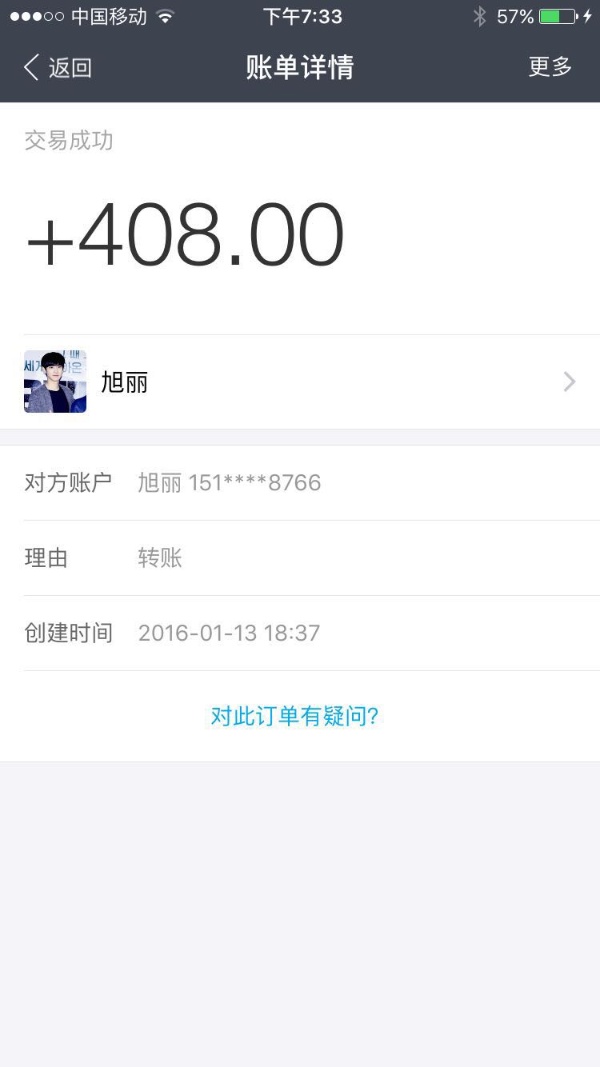 中国移动 下午7:33 57%
返回 账单详情 更多
交易成功
+408.00
旭丽
对方账户 旭丽 151****8766
理由 转账
创建时间 2016-01-13 18:37
对此订单有疑问?